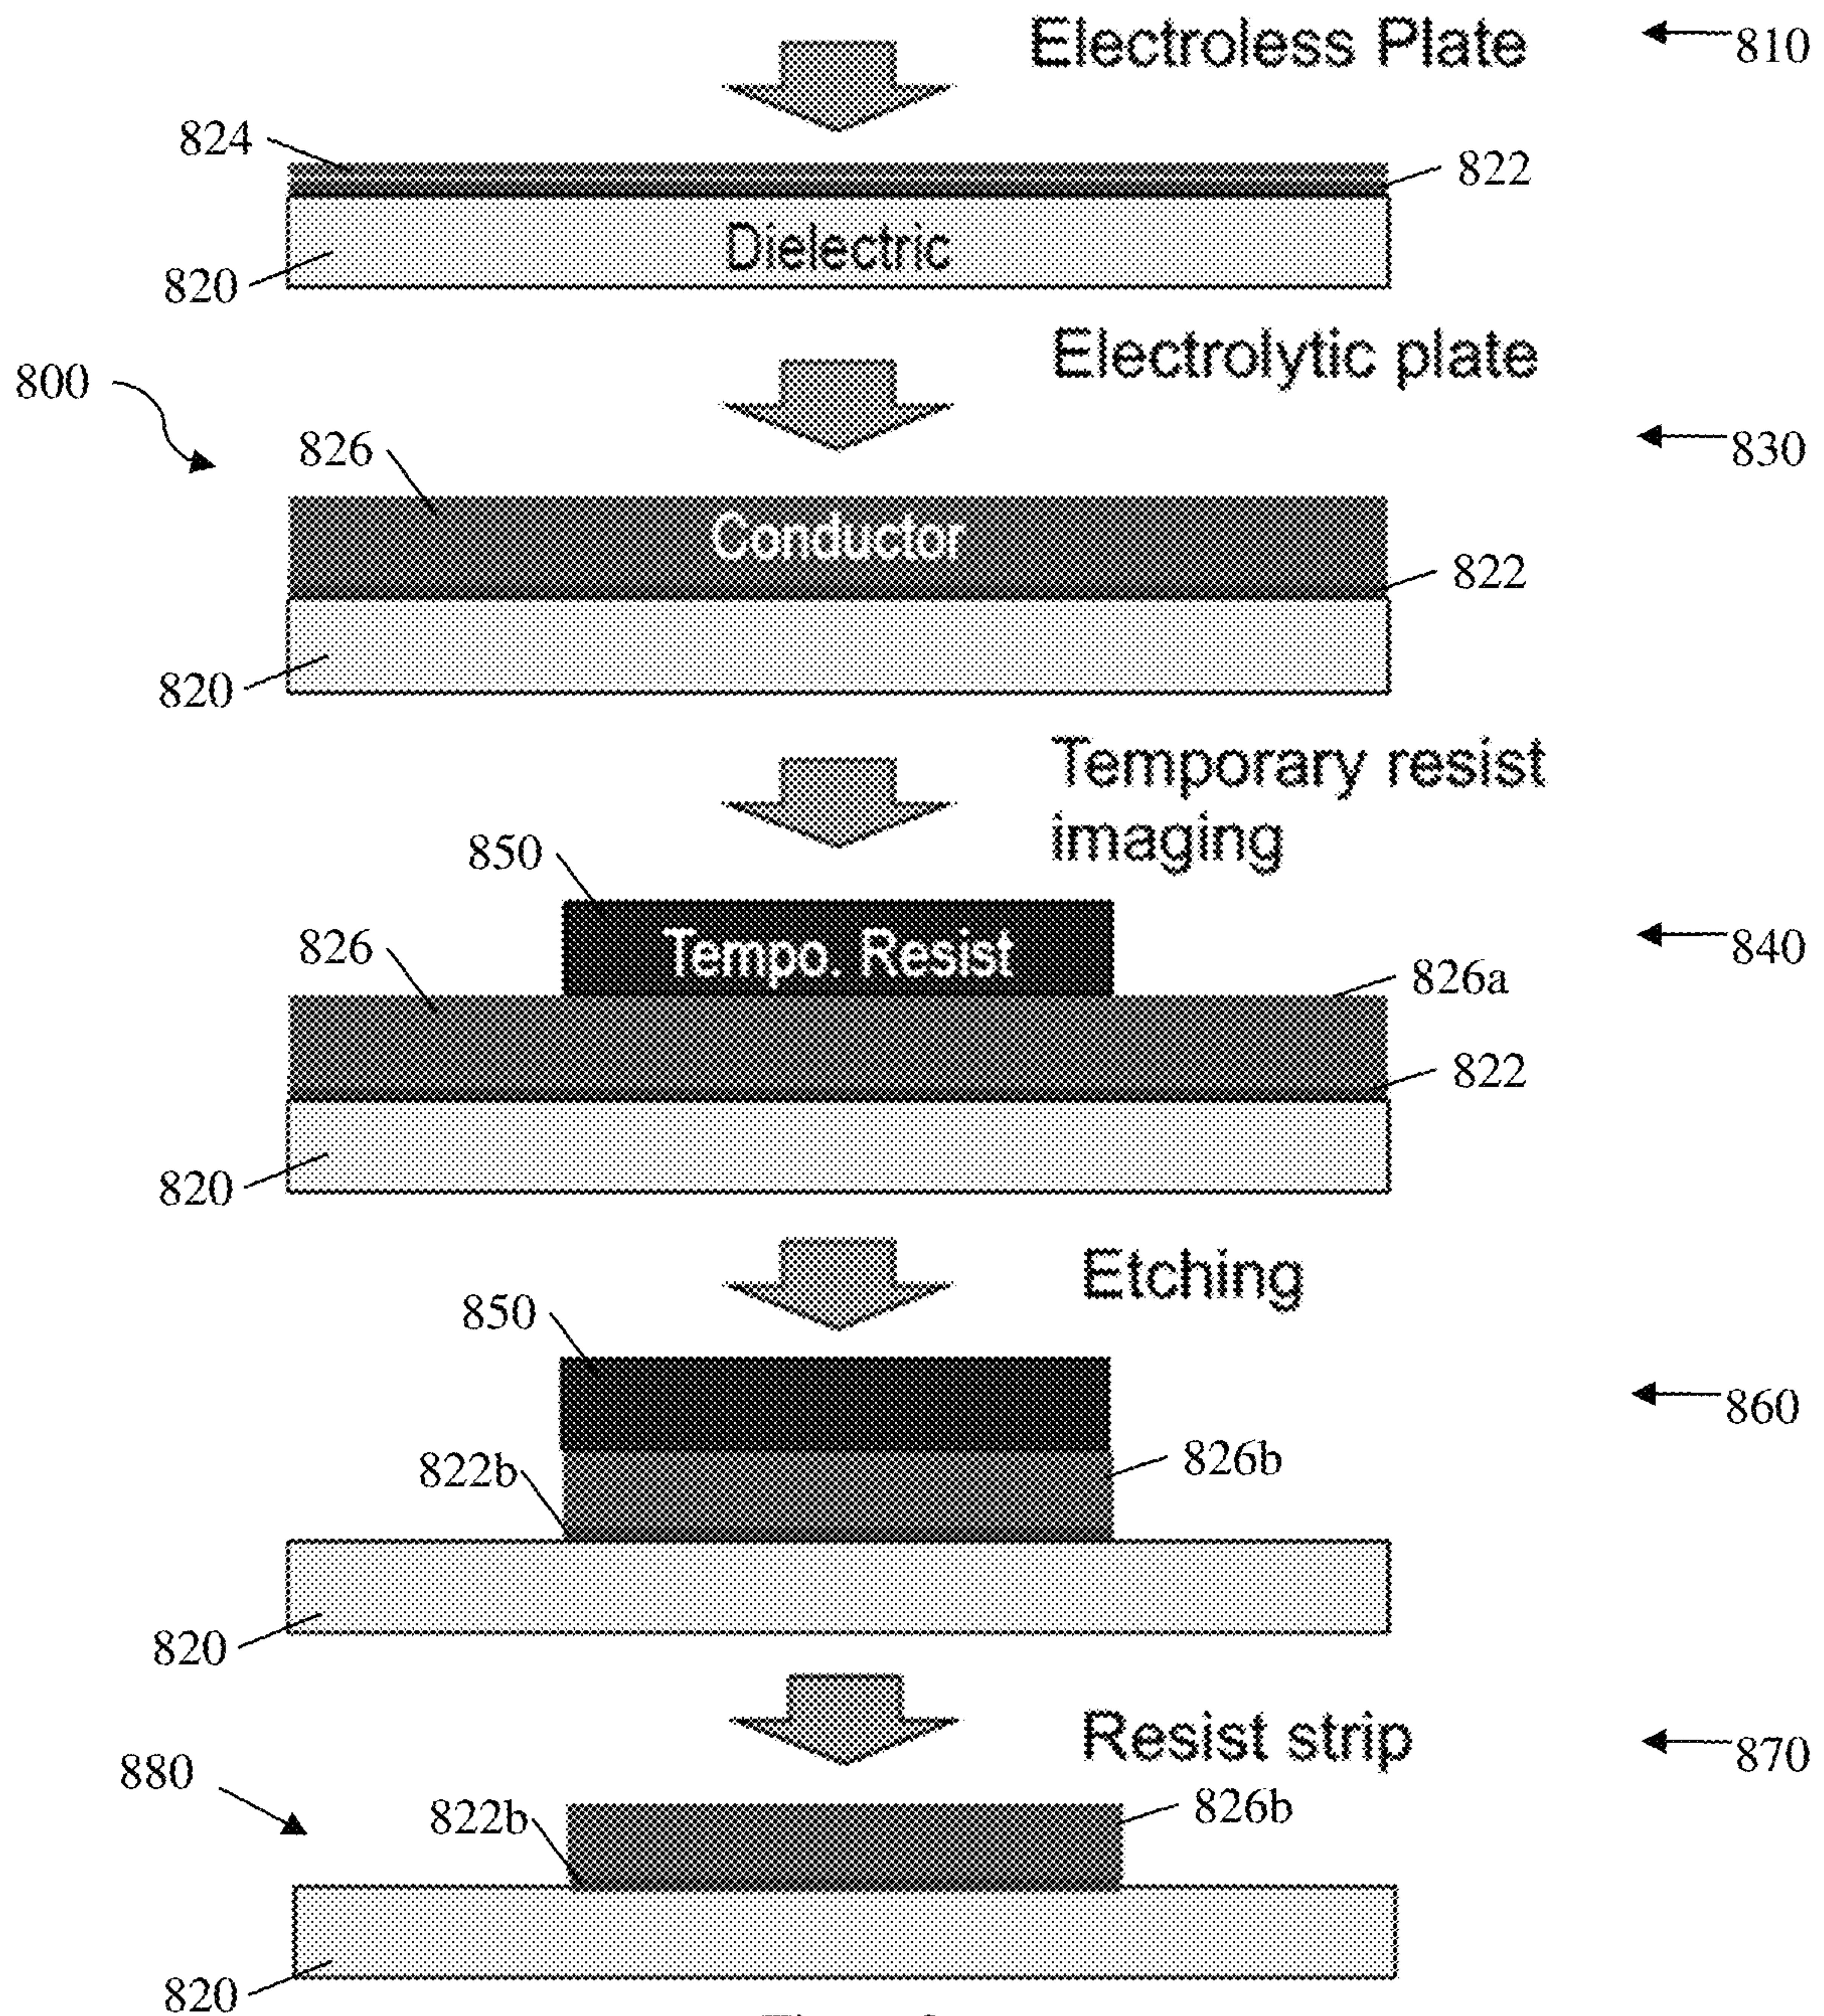 Electroless Plate
810
824
822
Dielectric
820
Electrolytic plate
800
830
826
Conductor
822
820
Temporary resist
imaging
850
840
Tempo. Resist
826
826a
822
820
Etching
850
860
822b
826b
820
Resist strip
870
880
822b
826b
820